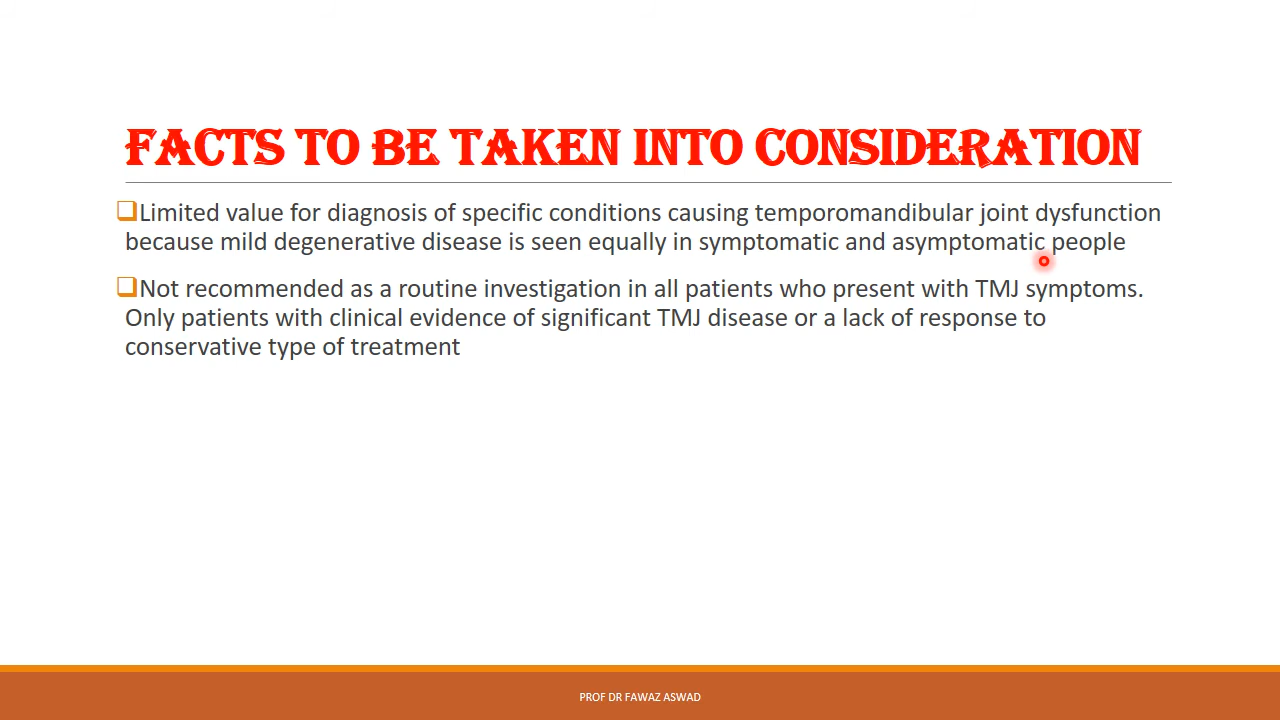 FACTS TO BE TAKEN INTO CONSIDERATION
Limited value for diagnosis of specific conditions causing temporomandibular joint dysfunction
because mild degenerative disease is seen equally in symptomatic and asymptomatic people
Not recommended as a routine investigation in all patients who present with TMJ symptoms.
Only patients with clinical evidence of significant TMJ disease or a lack of response to
conservative type of treatment
PROF DR FAWAZ ASWAD